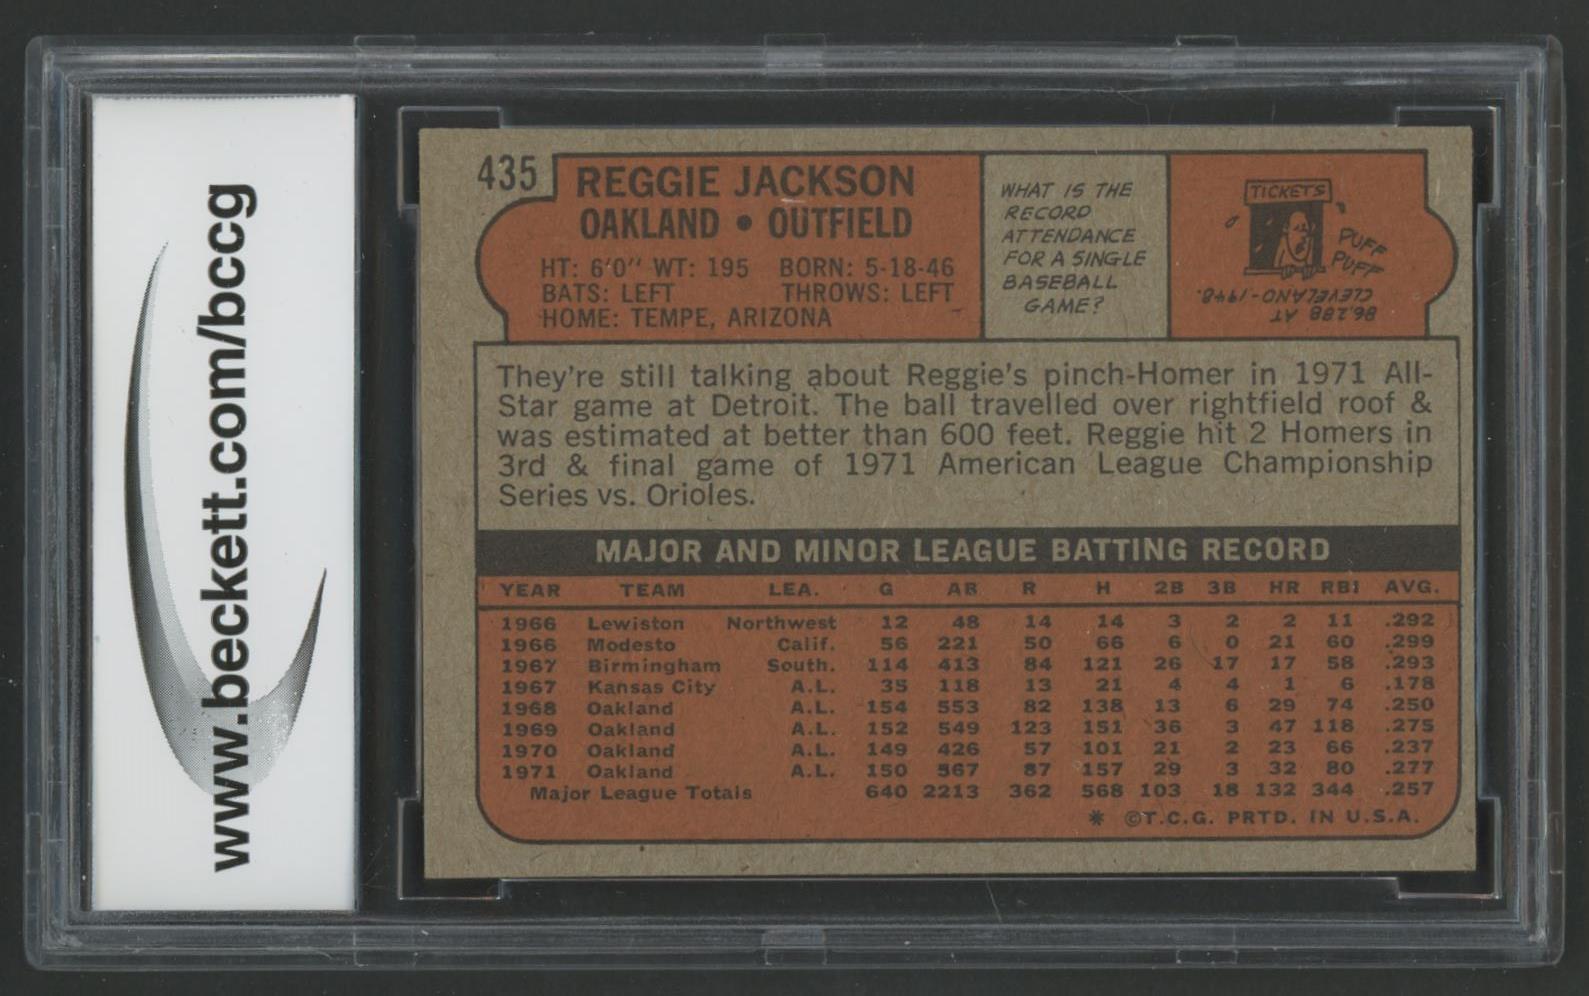 www.beckett.com/bccg
435
REGGIE JACKSON
OAKLAND • OUTFIELD
HT: 6'0" WT: 195 BORN: 5-18-46
BATS: LEFT THROWS: LEFT
HOME: TEMPE, ARIZONA
WHAT IS THE
RECORD
ATTENDANCE
FOR A SINGLE
BASEBALL
GAME?
TICKETS
PUFF
PUFF
86,288 AT
CLEVELAND-1948.
They're still talking about Reggie's pinch-Homer in 1971 All-
Star game at Detroit. The ball travelled over rightfield roof &
was estimated at better than 600 feet. Reggie hit 2 Homers in
3rd & final game of 1971 American League Championship
Series vs. Orioles.
MAJOR AND MINOR LEAGUE BATTING RECORD
YEAR TEAM LEA. G AB R H 2B 3B HR RBI AVG.
1966 Lewiston Northwest 12 48 14 14 3 2 2 11 .292
1966 Modesto Calif. 56 221 50 66 6 0 21 60 .299
1967 Birmingham South. 114 413 84 121 26 17 17 58 .293
1967 Kansas City A.L. 35 118 13 21 4 4 1 6 .178
1968 Oakland A.L. 154 553 82 138 13 6 29 74 .250
1969 Oakland A.L. 152 549 123 151 36 3 47 118 .275
1970 Oakland A.L. 149 426 57 101 21 2 23 66 .237
1971 Oakland A.L. 150 567 87 157 29 3 32 80 .277
Major League Totals 640 2213 362 568 103 18 132 344 .257
* ©T.C.G. PRTD. IN U.S.A.